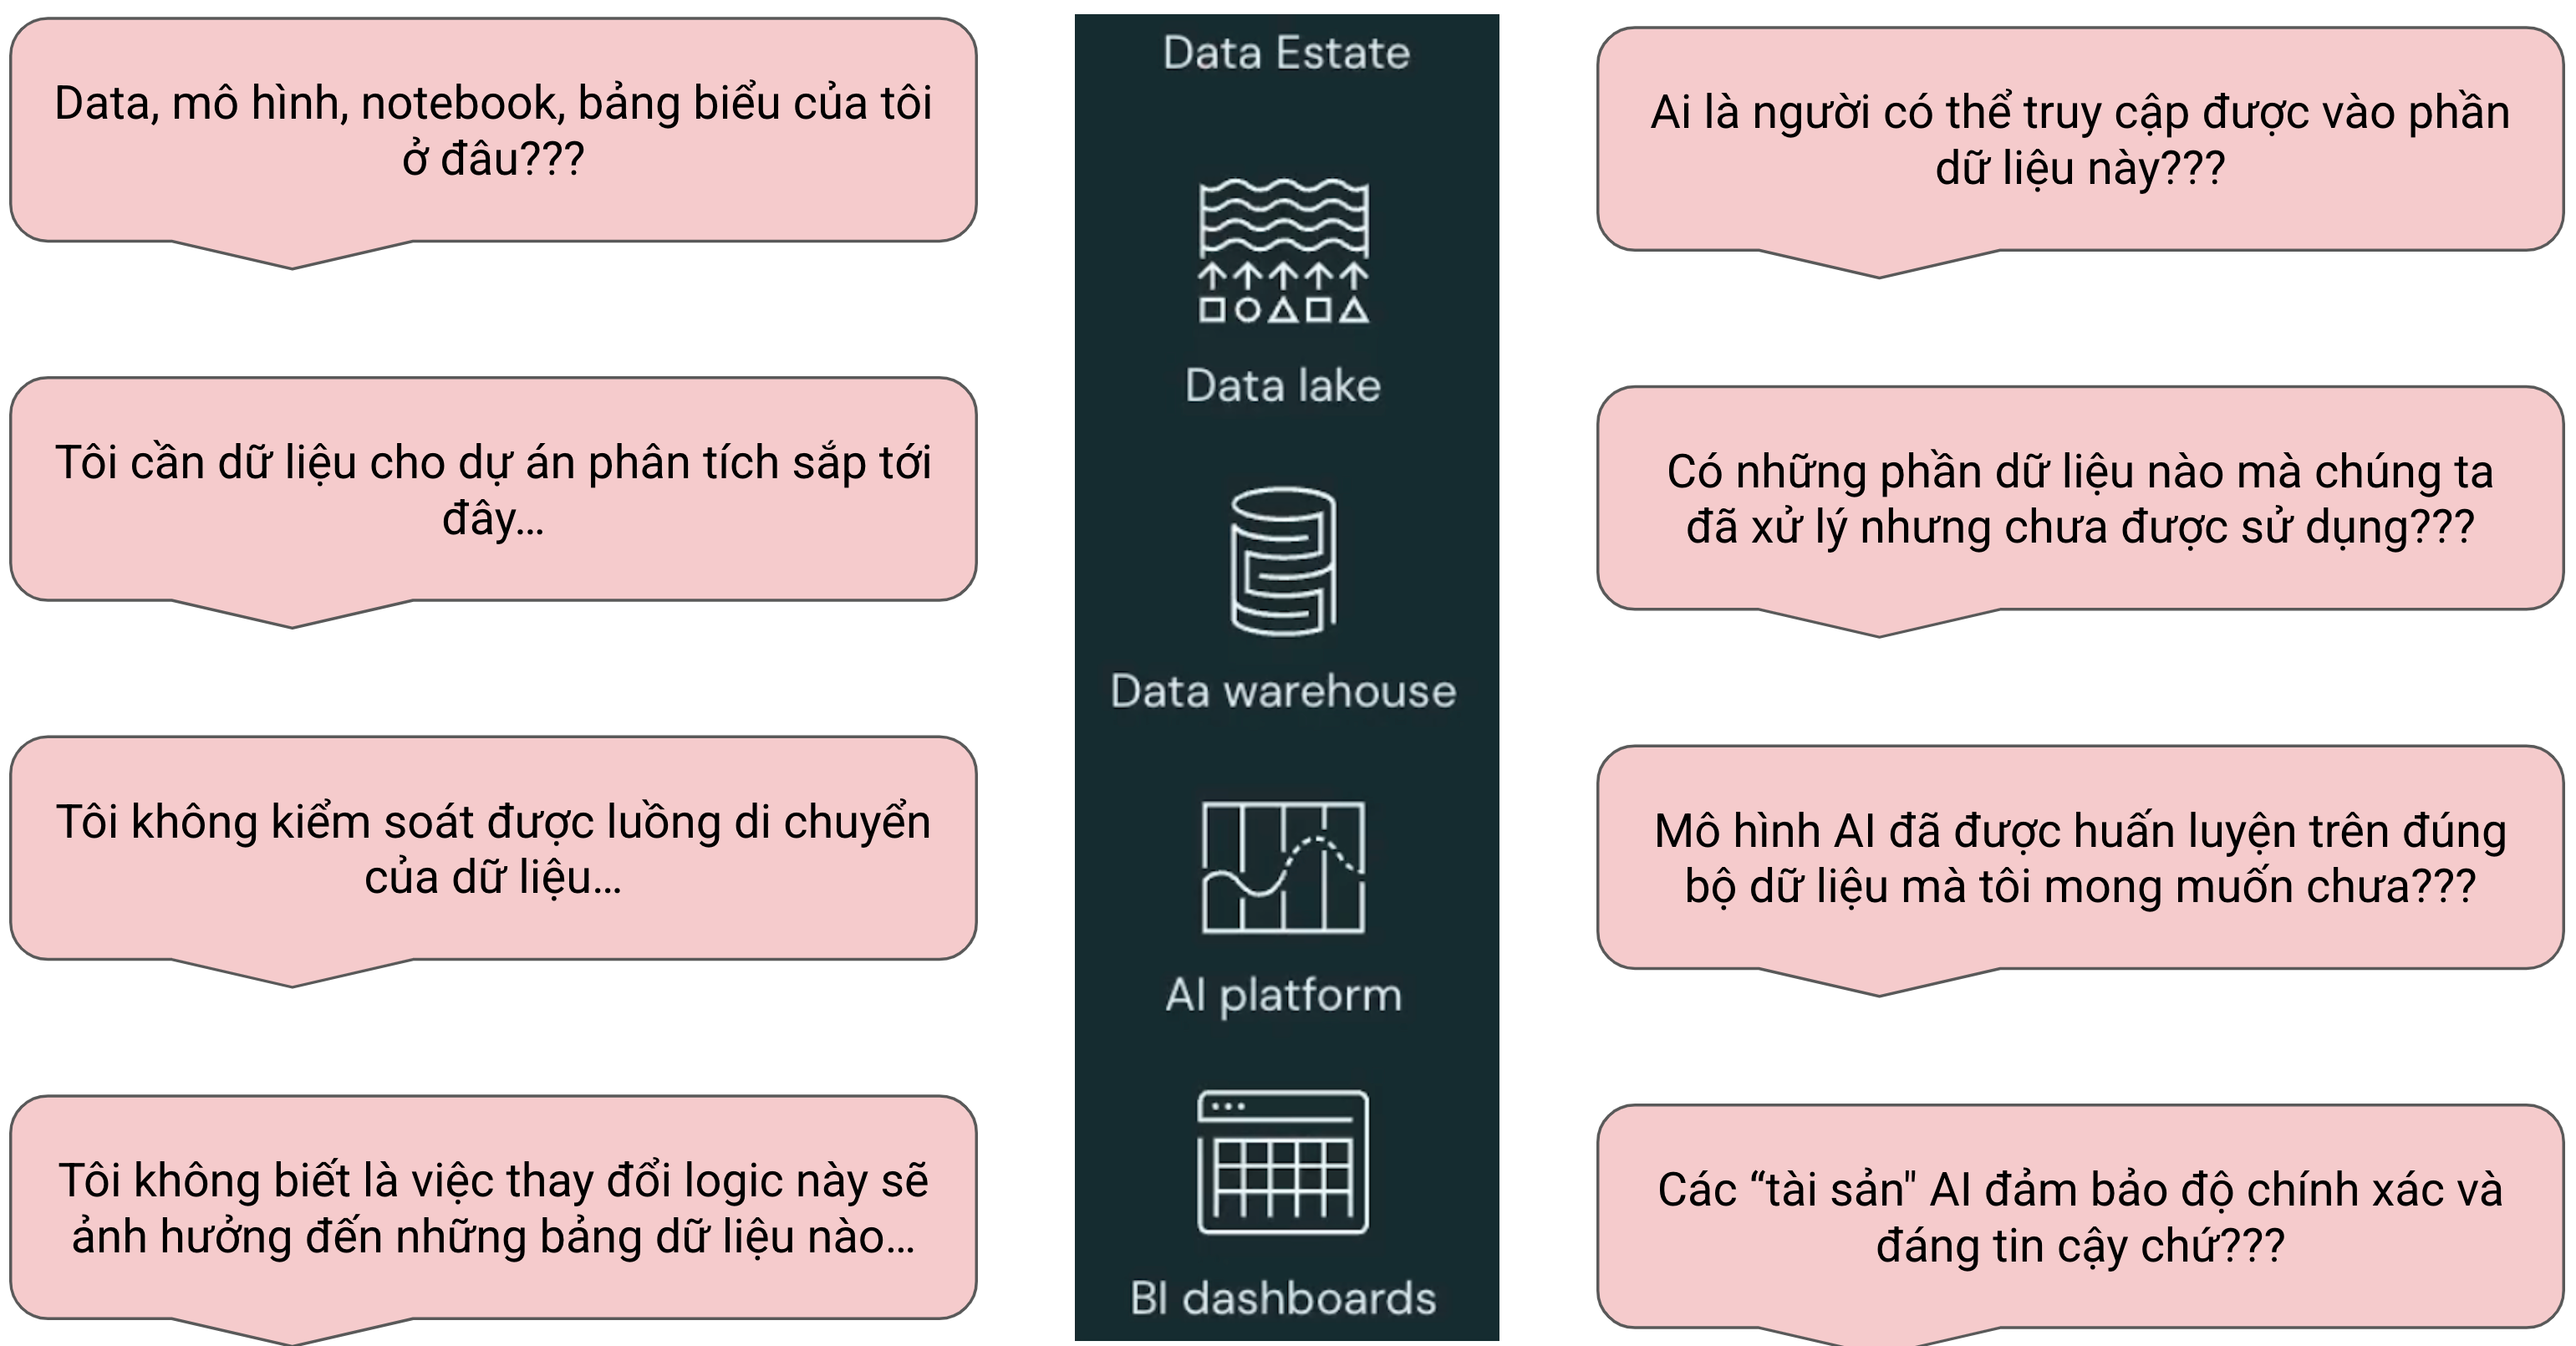 Data, mô hình, notebook, bảng biểu của tôi
ở đâu???
Tôi cần dữ liệu cho dự án phân tích sắp tới
đây...
Tôi không kiểm soát được luồng di chuyển
của dữ liệu...
Tôi không biết là việc thay đổi logic này sẽ
ảnh hưởng đến những bảng dữ liệu nào...
Data Estate
Data lake
Data warehouse
AI platform
BI dashboards
Ai là người có thể truy cập được vào phần
dữ liệu này???
Có những phần dữ liệu nào mà chúng ta
đã xử lý nhưng chưa được sử dụng???
Mô hình AI đã được huấn luyện trên đúng
bộ dữ liệu mà tôi mong muốn chưa???
Các “tài sản" AI đảm bảo độ chính xác và
đáng tin cậy chứ???